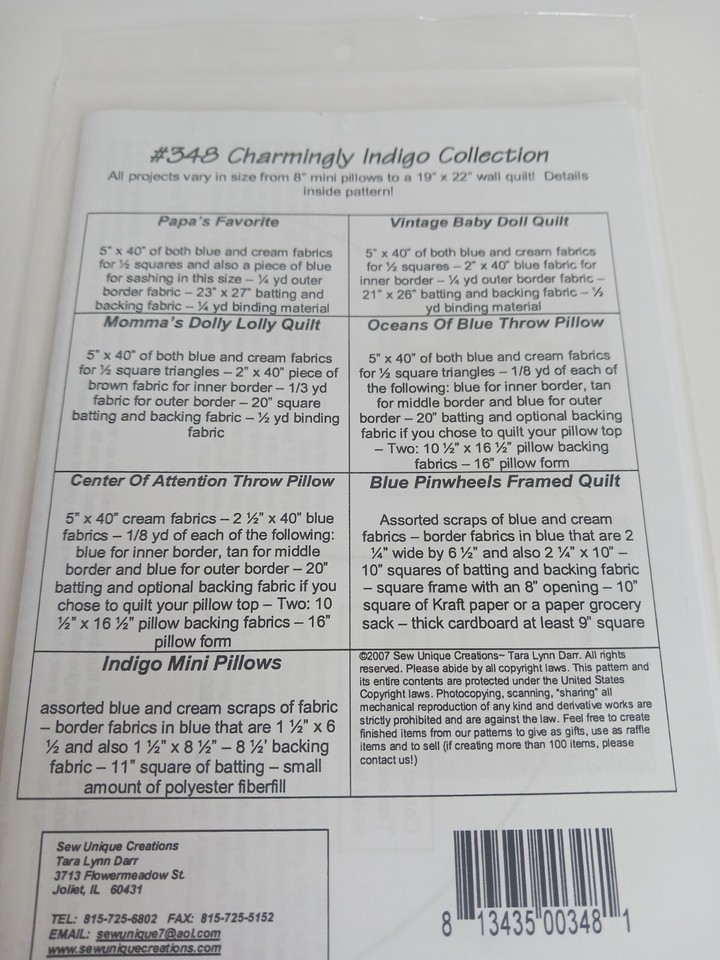 #348 Charmingly Indigo Collection
All projects vary in size from 8" mini pillows to a 19" x 22" wall quilt! Details
inside pattern!
Papa's Favorite
5" x 40" of both blue and cream fabrics
for ½ squares and also a piece of blue
for sashing in this size – ¼ yd outer
border fabric – 23" x 27" batting and
backing fabric – ¼ yd binding material
Vintage Baby Doll Quilt
5" x 40" of both blue and cream fabrics
for ½ squares – 2" x 40" blue fabric for
inner border – ¼ yd outer border fabric –
21" x 26" batting and backing fabric – ½
yd binding material
Momma's Dolly Lolly Quilt
5" x 40" of both blue and cream fabrics
for ½ square triangles – 2" x 40" piece of
brown fabric for inner border – 1/3 yd
fabric for outer border – 20" square
batting and backing fabric – ½ yd binding
fabric
Oceans Of Blue Throw Pillow
5" x 40" of both blue and cream fabrics
for ½ square triangles – 1/8 yd of each of
the following: blue for inner border, tan
for middle border and blue for outer
border – 20" batting and optional backing
fabric if you chose to quilt your pillow top
– Two: 10 ½" x 16 ½" pillow backing
fabrics – 16" pillow form
Center Of Attention Throw Pillow
5" x 40" cream fabrics – 2 ½" x 40" blue
fabrics – 1/8 yd of each of the following:
blue for inner border, tan for middle
border and blue for outer border – 20"
batting and optional backing fabric if you
chose to quilt your pillow top – Two: 10
½" x 16 ½" pillow backing fabrics – 16"
pillow form
Blue Pinwheels Framed Quilt
Assorted scraps of blue and cream
fabrics – border fabrics in blue that are 2
¼" wide by 6 ½" and also 2 ¼" x 10" –
10" squares of batting and backing fabric
– square frame with an 8" opening – 10"
square of Kraft paper or a paper grocery
sack – thick cardboard at least 9" square
Indigo Mini Pillows
assorted blue and cream scraps of fabric
– border fabrics in blue that are 1 ½" x 6
½ and also 1 ½" x 8 ½" – 8 ½' backing
fabric – 11" square of batting – small
amount of polyester fiberfill
©2007 Sew Unique Creations~ Tara Lynn Darr. All rights
reserved. Please abide by all copyright laws. This pattern and
its entire contents are protected under the United States
Copyright laws. Photocopying, scanning, "sharing" all
mechanical reproduction of any kind and derivative works are
strictly prohibited and are against the law. Feel free to create
finished items from our patterns to give as gifts, use as raffle
items and to sell (if creating more than 100 items, please
contact us!)
Sew Unique Creations
Tara Lynn Darr
3713 Flowermeadow St.
Joliet, IL 60431
TEL: 815-725-6802 FAX: 815-725-5152
EMAIL: sewunique7@aol.com
www.sewuniquecreations.com
8 13435 00348 1